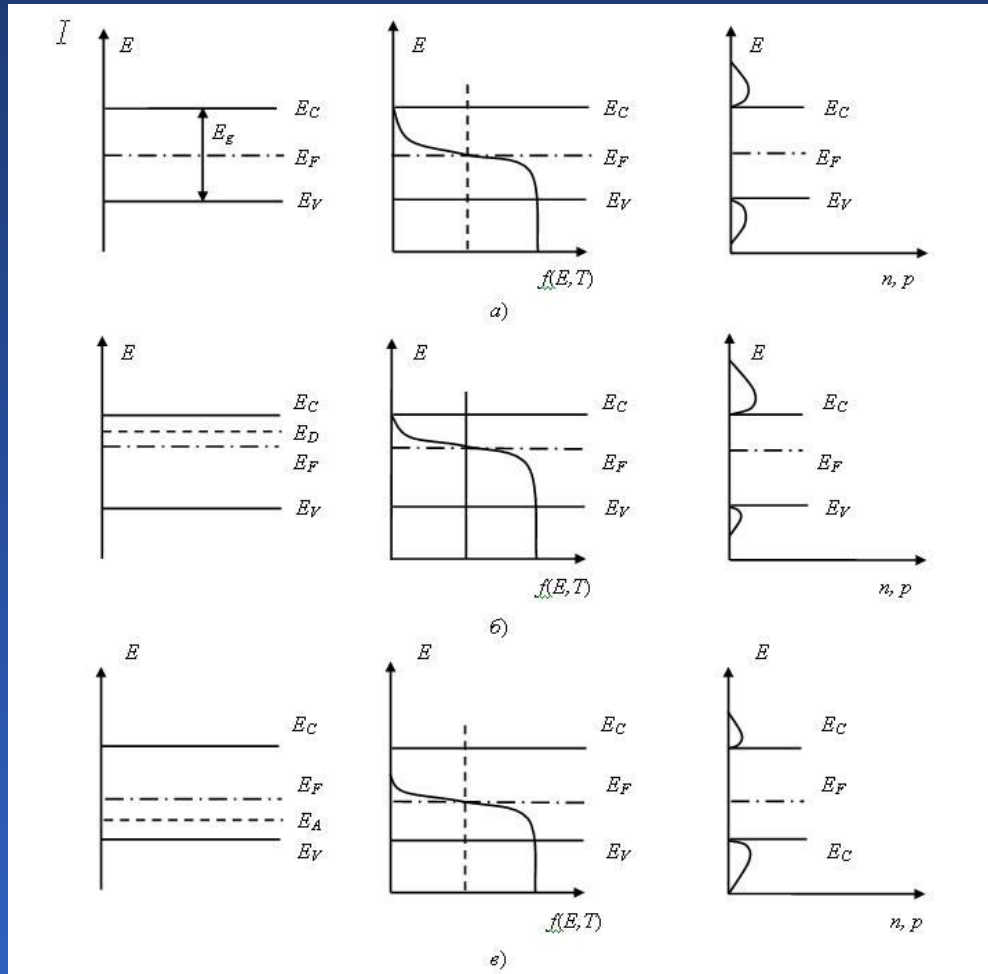 E
E_C
E_g
E_F
E_V
E
E_C
E_F
E_V
f(E,T)
E
E_C
E_F
E_V
n, p
а)
E
E_C
E_D
E_F
E_V
E
E_C
E_F
E_V
f(E,T)
E
E_C
E_F
E_V
n, p
б)
E
E_C
E_F
E_A
E_V
E
E_C
E_F
E_V
f(E,T)
E
E_C
E_F
E_C
n, p
в)